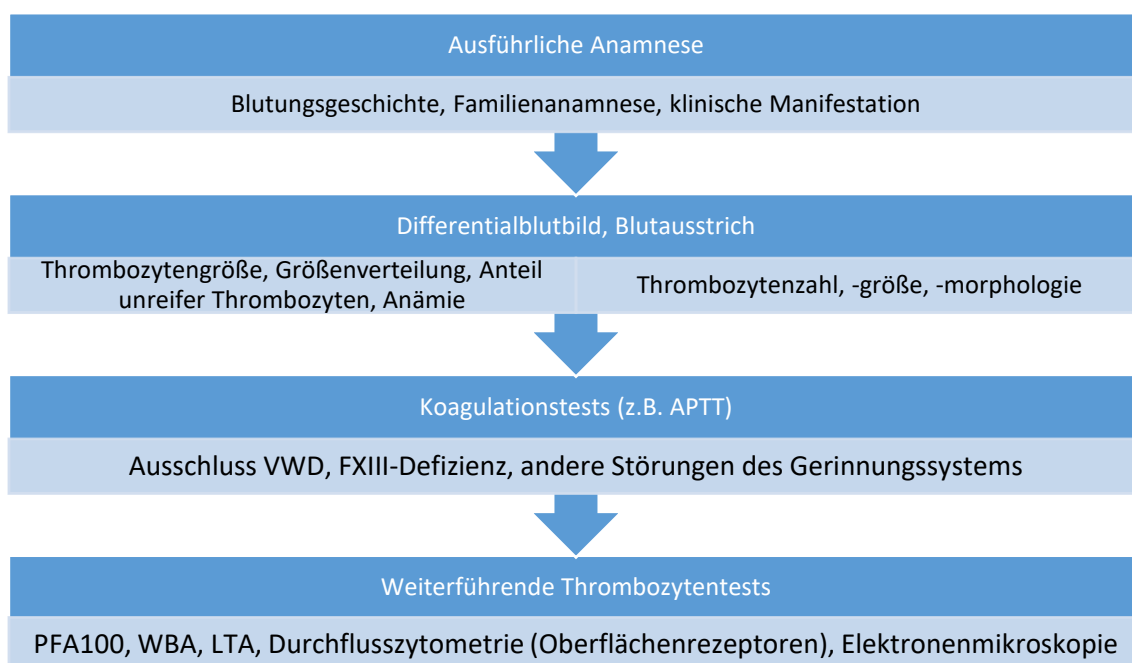 Ausführliche Anamnese
Blutungsgeschichte, Familienanamnese, klinische Manifestation
Differentialblutbild, Blutausstrich
Thrombozytengröße, Größenverteilung, Anteil
unreifer Thrombozyten, Anämie
Thrombozytenzahl, -größe, -morphologie
Koagulationstests (z.B. APTT)
Ausschluss VWD, FXIII-Defizienz, andere Störungen des Gerinnungssystems
Weiterführende Thrombozytentests
PFA100, WBA, LTA, Durchflusszytometrie (Oberflächenrezeptoren), Elektronenmikroskopie